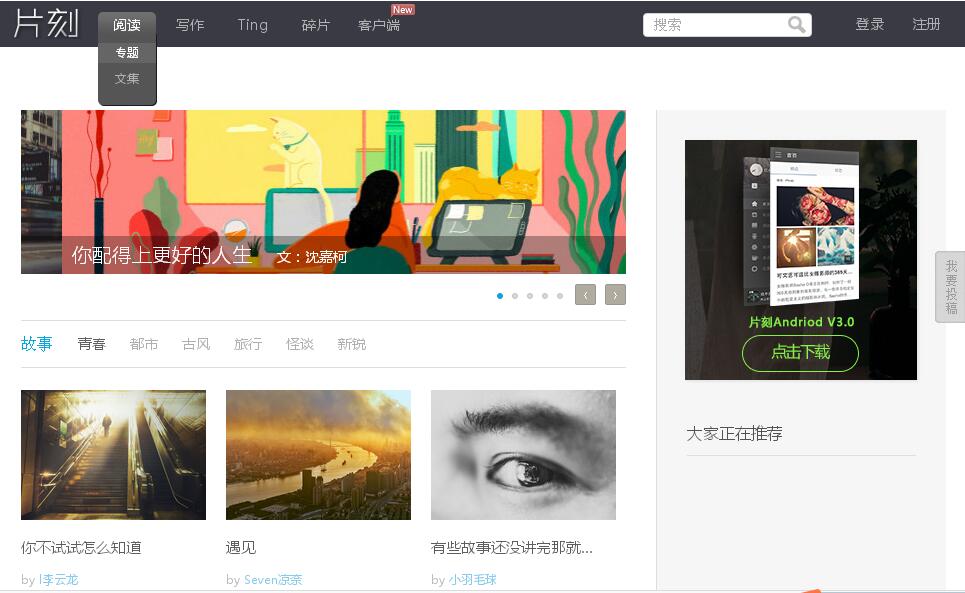 片刻
阅读 写作 Ting 碎片 客户端 New 搜索 登录 注册
专题
文集
你配得上更好的人生 文：沈嘉柯
‹ ›
首页
片刻Andriod V3.0
点击下载
我要投稿
故事 青春 都市 古风 旅行 怪谈 新锐
大家正在推荐
你不试试怎么知道 遇见 有些故事还没讲完那就...
by l李云龙 by Seven凉柰 by 小羽毛球